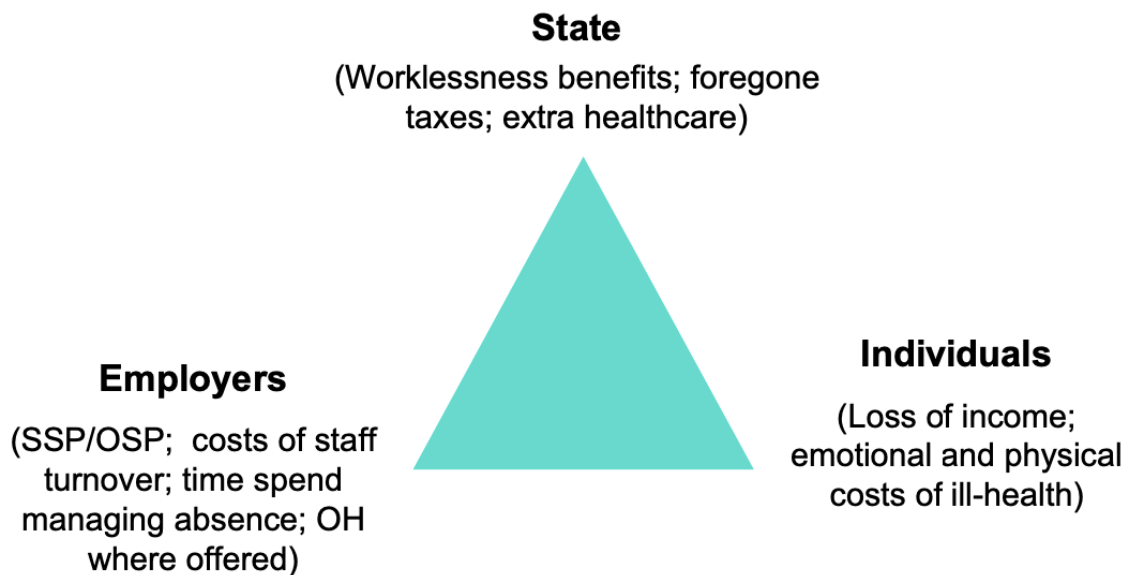 State
(Worklessness benefits; foregone
taxes; extra healthcare)
Employers
(SSP/OSP;  costs of staff
turnover; time spend
managing absence; OH
where offered)
Individuals
(Loss of income;
emotional and physical
costs of ill-health)